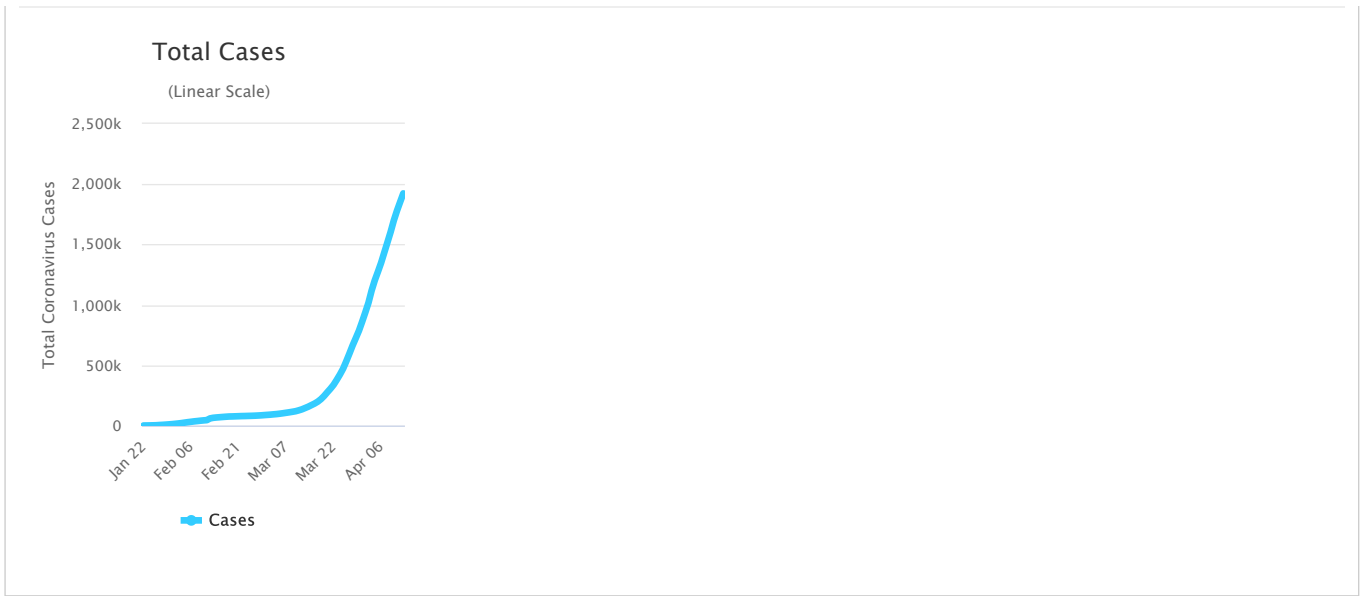 Total Cases
(Linear Scale)
Total Coronavirus Cases
2,500k
2,000k
1,500k
1,000k
500k
0
Jan 22
Feb 06
Feb 21
Mar 07
Mar 22
Apr 06
Cases